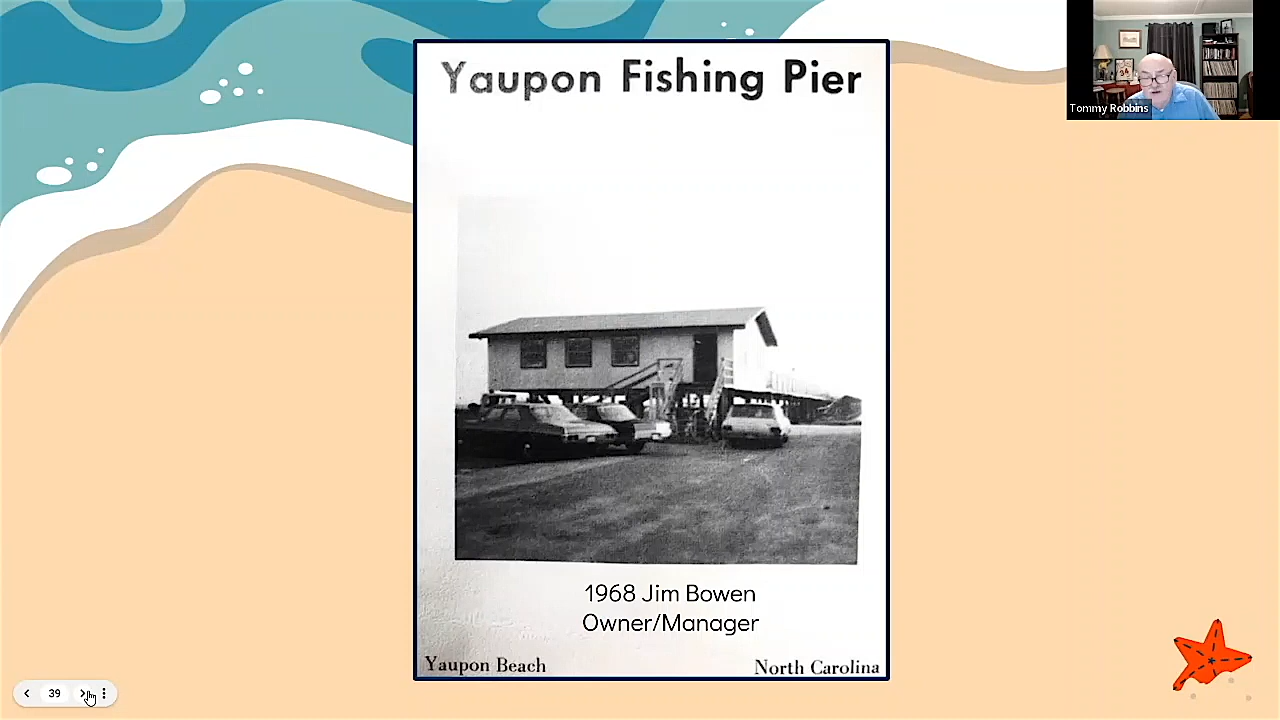 Yaupon Fishing Pier
Tommy Robbins
1968 Jim Bowen
Owner/Manager
Yaupon Beach North Carolina
39